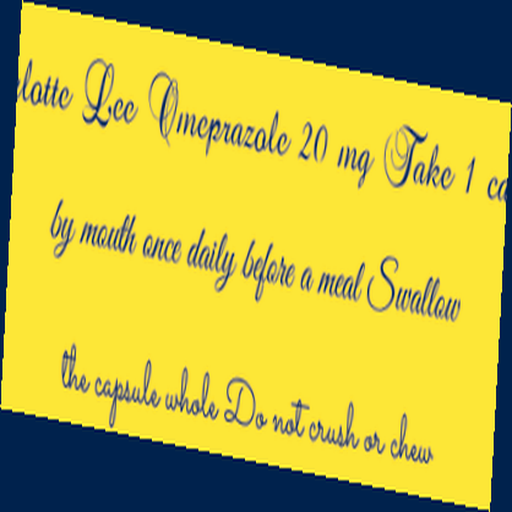 Lee Omeprazole 20 mg Take 1
by mouth once daily before a meal Swallow
the capsule whole Do not crush or chew